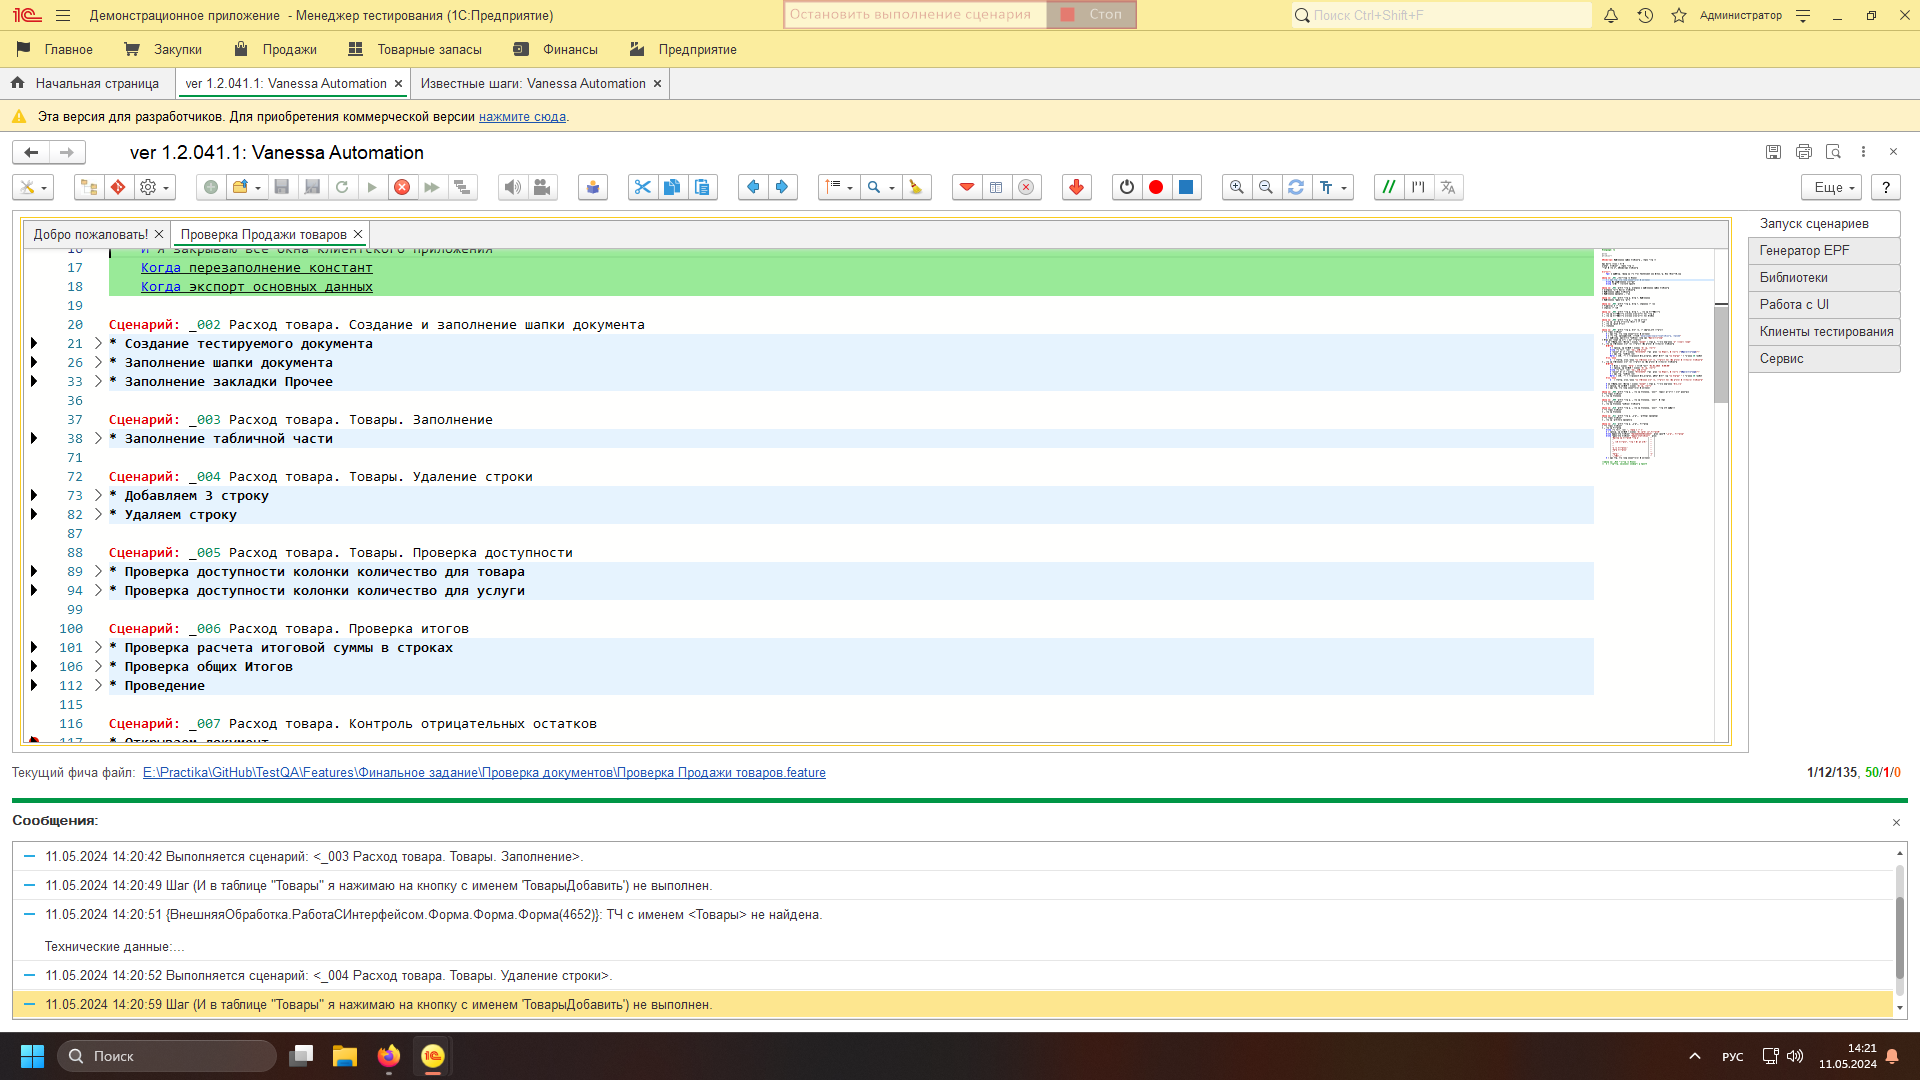 Демонстрационное приложение - Менеджер тестирования (1С:Предприятие)
Остановить выполнение сценария
Стоп
Поиск Ctrl+Shift+F
Администратор
Главное
Закупки
Продажи
Товарные запасы
Финансы
Предприятие
Начальная страница
ver 1.2.041.1: Vanessa Automation
Известные шаги: Vanessa Automation
Эта версия для разработчиков. Для приобретения коммерческой версии нажмите сюда.
ver 1.2.041.1: Vanessa Automation
Еще
?
Добро пожаловать!
Проверка Продажи товаров
16 И я закрываю все окна клиентского приложения
17 Когда перезаполнение констант
18 Когда экспорт основных данных
19
20 Сценарий: _002 Расход товара. Создание и заполнение шапки документа
21 * Создание тестируемого документа
26 * Заполнение шапки документа
33 * Заполнение закладки Прочее
36
37 Сценарий: _003 Расход товара. Товары. Заполнение
38 * Заполнение табличной части
71
72 Сценарий: _004 Расход товара. Товары. Удаление строки
73 * Добавляем 3 строку
82 * Удаляем строку
87
88 Сценарий: _005 Расход товара. Товары. Проверка доступности
89 * Проверка доступности колонки количество для товара
94 * Проверка доступности колонки количество для услуги
99
100 Сценарий: _006 Расход товара. Проверка итогов
101 * Проверка расчета итоговой суммы в строках
106 * Проверка общих Итогов
112 * Проведение
115
116 Сценарий: _007 Расход товара. Контроль отрицательных остатков
117 * Открываем документ
Запуск сценариев
Генератор EPF
Библиотеки
Работа с UI
Клиенты тестирования
Сервис
Текущий фича файл: E:\Practika\GitHub\TestQA\Features\Финальное задание\Проверка документов\Проверка Продажи товаров.feature
1/12/135, 50/1/0
Сообщения:
11.05.2024 14:20:42 Выполняется сценарий: <_003 Расход товара. Товары. Заполнение>.
11.05.2024 14:20:49 Шаг (И в таблице "Товары" я нажимаю на кнопку с именем 'ТоварыДобавить') не выполнен.
11.05.2024 14:20:51 {ВнешняяОбработка.РаботаСИнтерфейсом.Форма.Форма.Форма(4652)}: ТЧ с именем <Товары> не найдена.
Технические данные:...
11.05.2024 14:20:52 Выполняется сценарий: <_004 Расход товара. Товары. Удаление строки>.
11.05.2024 14:20:59 Шаг (И в таблице "Товары" я нажимаю на кнопку с именем 'ТоварыДобавить') не выполнен.
Поиск
РУС
14:21
11.05.2024